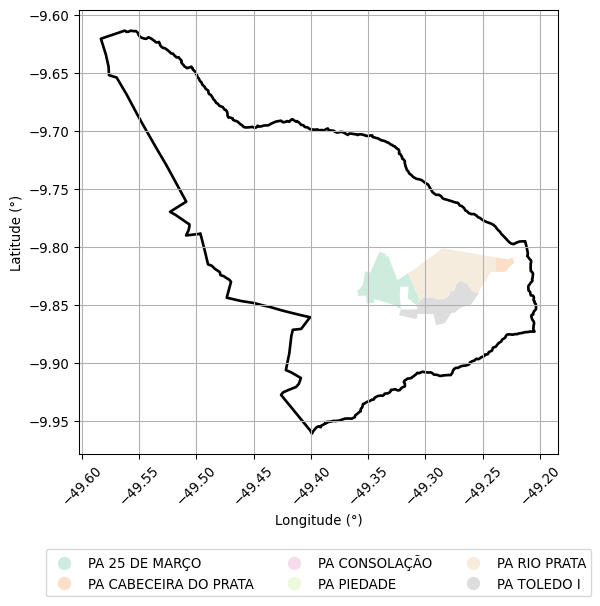 −9.60
−9.65
−9.70
−9.75
−9.80
−9.85
−9.90
−9.95
Latitude (°)
−49.60
−49.55
−49.50
−49.45
−49.40
−49.35
−49.30
−49.25
−49.20
Longitude (°)
PA 25 DE MARÇO
PA CABECEIRA DO PRATA
PA CONSOLAÇÃO
PA PIEDADE
PA RIO PRATA
PA TOLEDO I